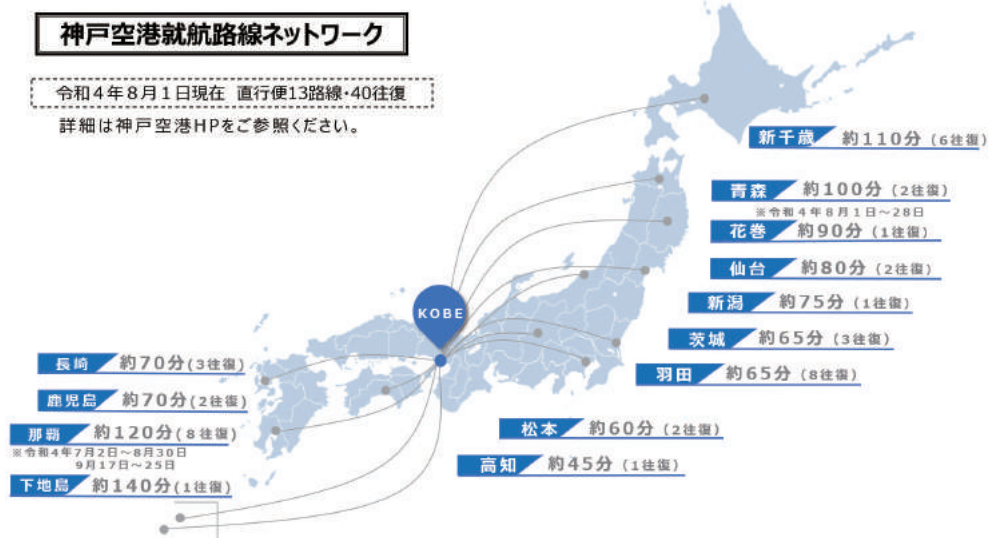 神戸空港就航路線ネットワーク
令和4年8月1日現在 直行便13路線・40往復
詳細は神戸空港HPをご参照ください。
新千歳 約110分(6往復)
青森 約100分(2往復)
※令和4年8月1日~28日
花巻 約90分(1往復)
仙台 約80分(2往復)
新潟 約75分(1往復)
茨城 約65分(3往復)
羽田 約65分(8往復)
松本 約60分(2往復)
高知 約45分(1往復)
KOBE
長崎 約70分(3往復)
鹿児島 約70分(2往復)
那覇 約120分(8往復)
※令和4年7月2日~8月30日
9月17日~25日
下地島 約140分(1往復)